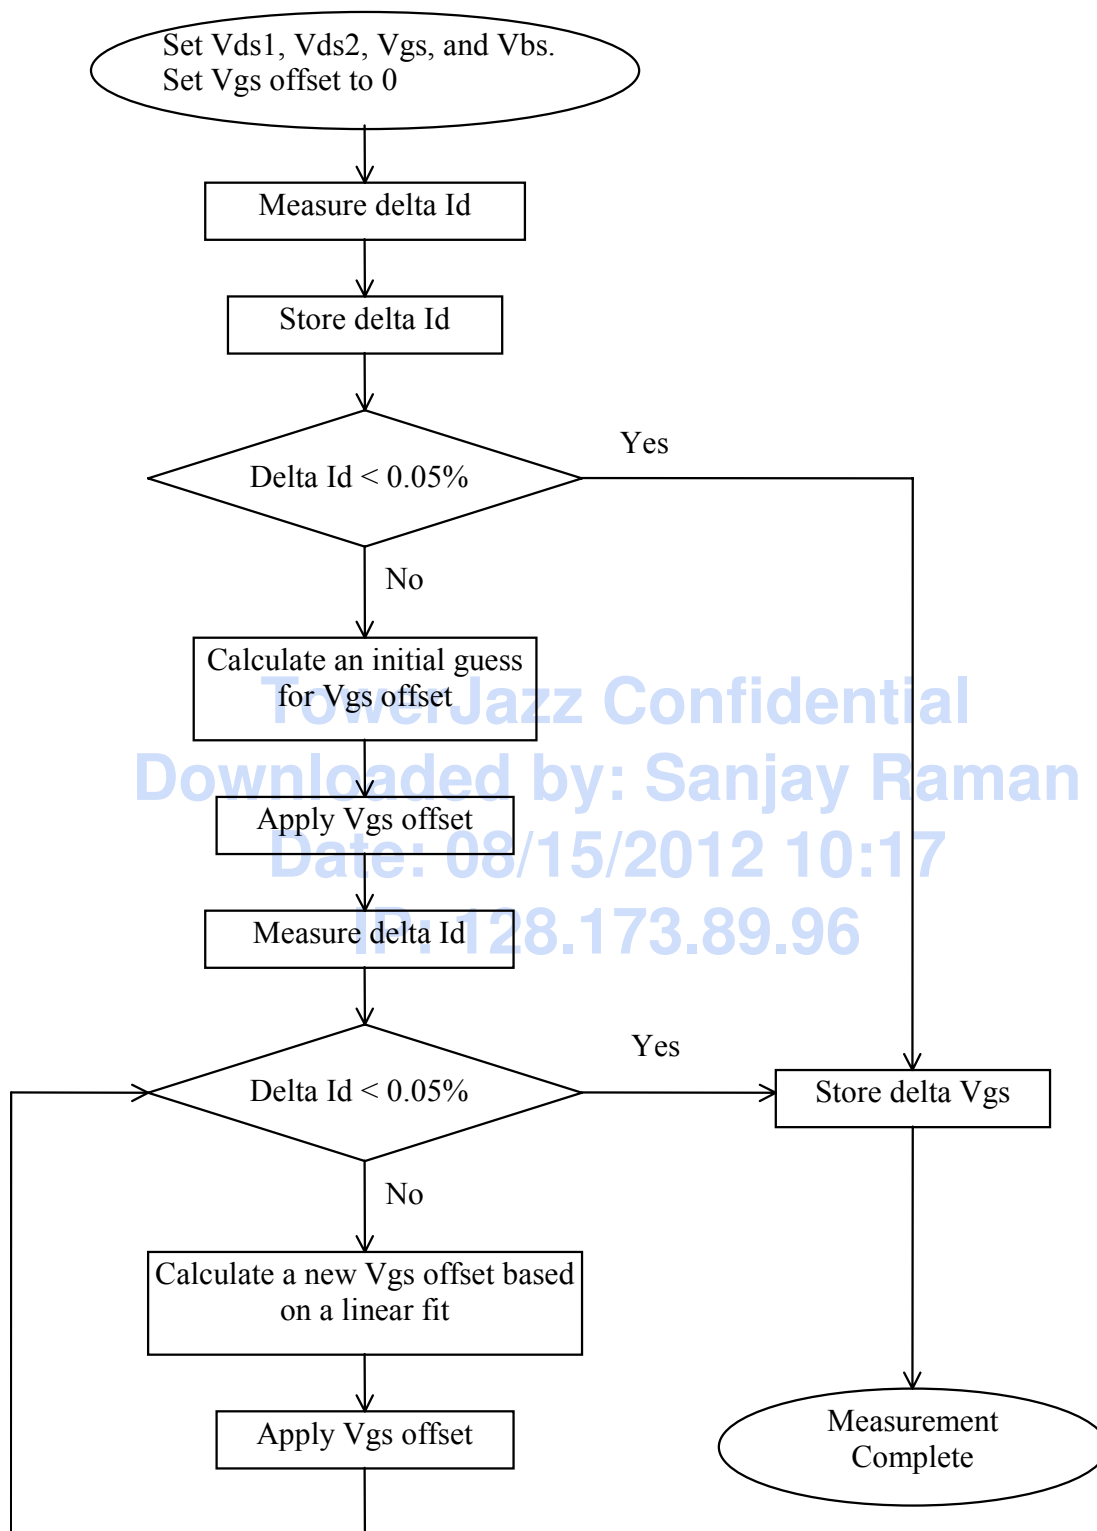 Set Vds1, Vds2, Vgs, and Vbs.
Set Vgs offset to 0
Measure delta Id
Store delta Id
Delta Id < 0.05%
Yes
No
Calculate an initial guess
for Vgs offset
TowerJazz Confidential
Downloaded by: Sanjay Raman
Apply Vgs offset
Date: 08/15/2012 10:17
Measure delta Id
IP: 128.173.89.96
Delta Id < 0.05%
Yes
Store delta Vgs
No
Calculate a new Vgs offset based
on a linear fit
Apply Vgs offset
Measurement
Complete